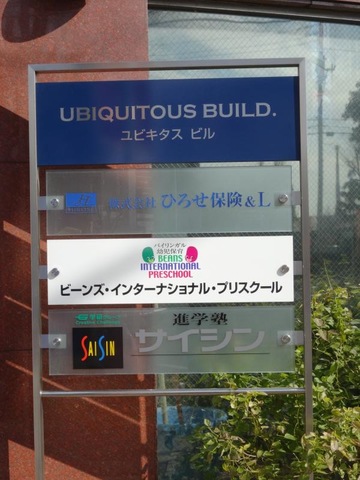 UBIQUITOUS BUILD.
ユビキタス ビル
株式会社 ひろせ保険&L
バイリンガル
幼児保育
BEANS
INTERNATIONAL
PRESCHOOL
ビーンズ・インターナショナル・プリスクール
進学塾
SAISIN サイシン